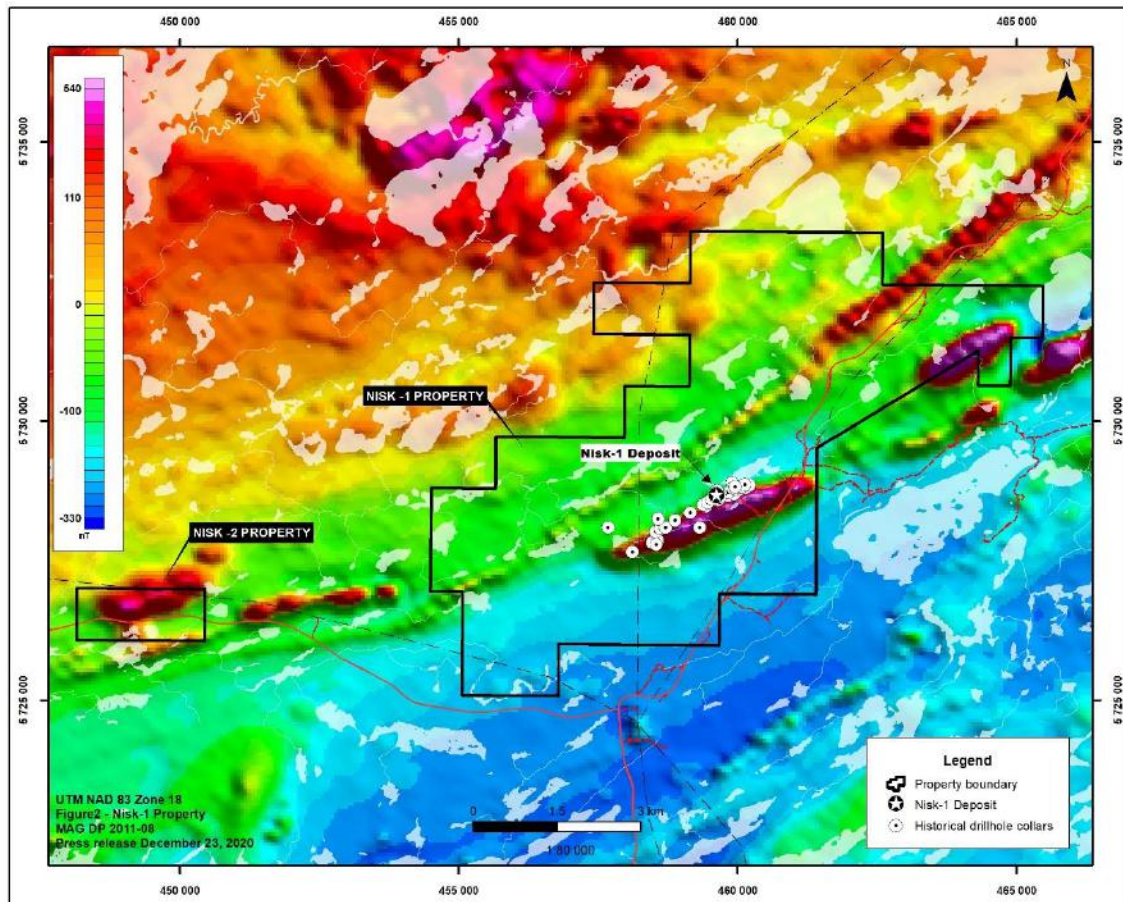 450 000
455 000
460 000
465 000
N
540
110
0
-100
-330
nT
5 735 000
5 735 000
NISK -1 PROPERTY
5 730 000
5 730 000
Nisk-1 Deposit
NISK -2 PROPERTY
5 725 000
5 725 000
Legend
Property boundary
Nisk-1 Deposit
Historical drillhole collars
UTM NAD 83 Zone 18
Figure2 - Nisk-1 Property
MAG DP 2011-08
Press release December 23, 2020
0 1.5 3 km
1:80 000
450 000
455 000
460 000
465 000